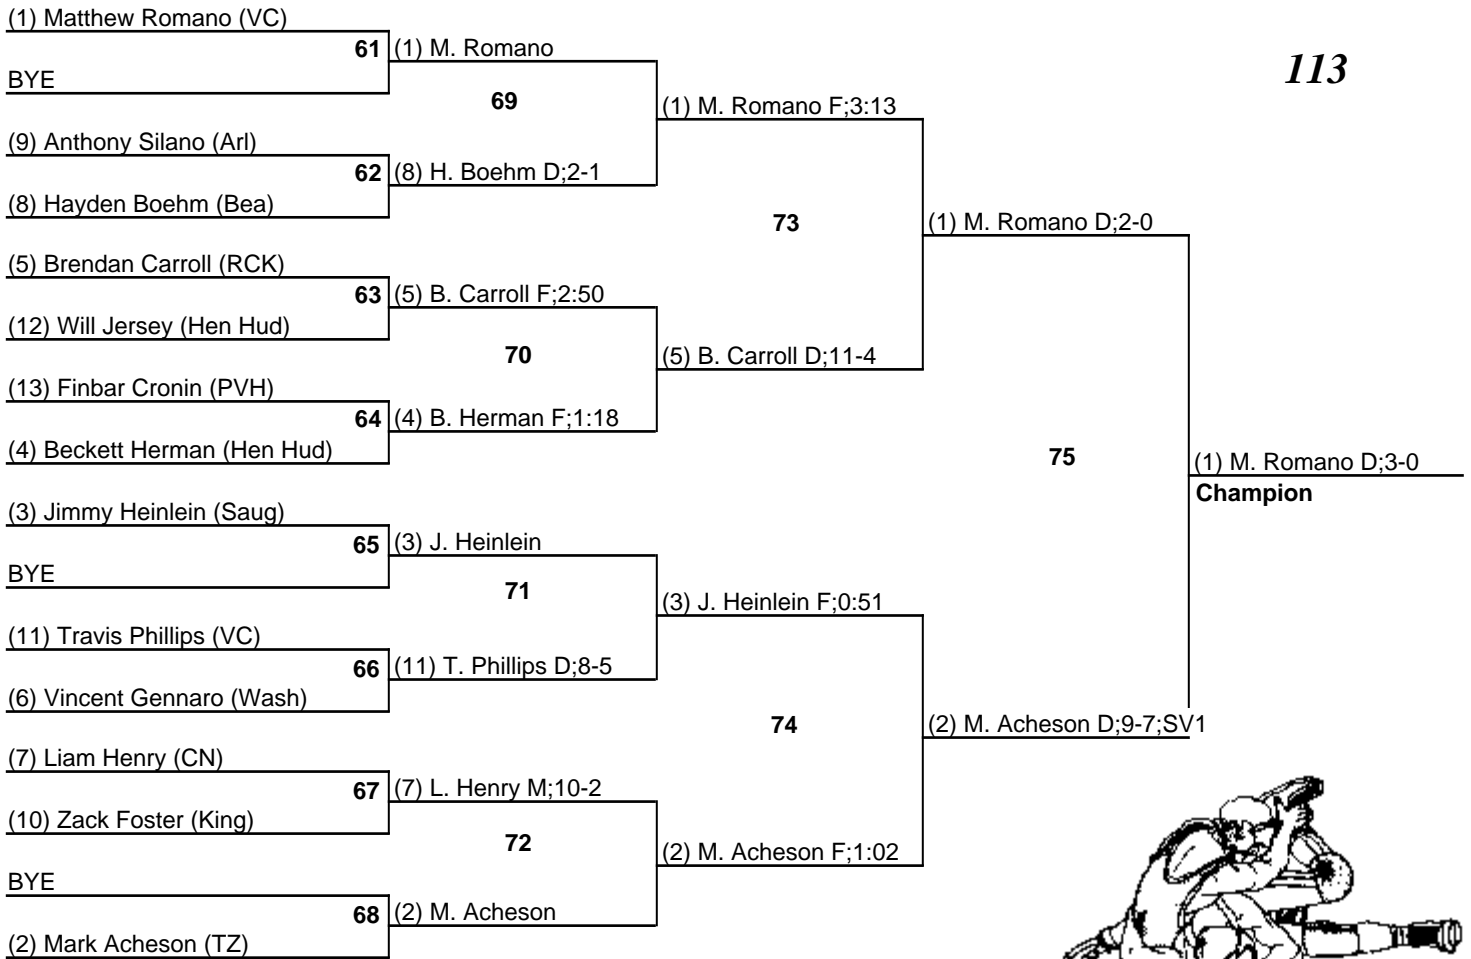 (1) Matthew Romano (VC)
61
(1) M. Romano
113
BYE
69
(1) M. Romano F;3:13
(9) Anthony Silano (Arl)
62
(8) H. Boehm D;2-1
(8) Hayden Boehm (Bea)
73
(1) M. Romano D;2-0
(5) Brendan Carroll (RCK)
63
(5) B. Carroll F;2:50
(12) Will Jersey (Hen Hud)
70
(5) B. Carroll D;11-4
(13) Finbar Cronin (PVH)
64
(4) B. Herman F;1:18
(4) Beckett Herman (Hen Hud)
75
(1) M. Romano D;3-0
Champion
(3) Jimmy Heinlein (Saug)
65
(3) J. Heinlein
BYE
71
(3) J. Heinlein F;0:51
(11) Travis Phillips (VC)
66
(11) T. Phillips D;8-5
(6) Vincent Gennaro (Wash)
74
(2) M. Acheson D;9-7;SV1
(7) Liam Henry (CN)
67
(7) L. Henry M;10-2
(10) Zack Foster (King)
72
(2) M. Acheson F;1:02
BYE
68
(2) M. Acheson
(2) Mark Acheson (TZ)